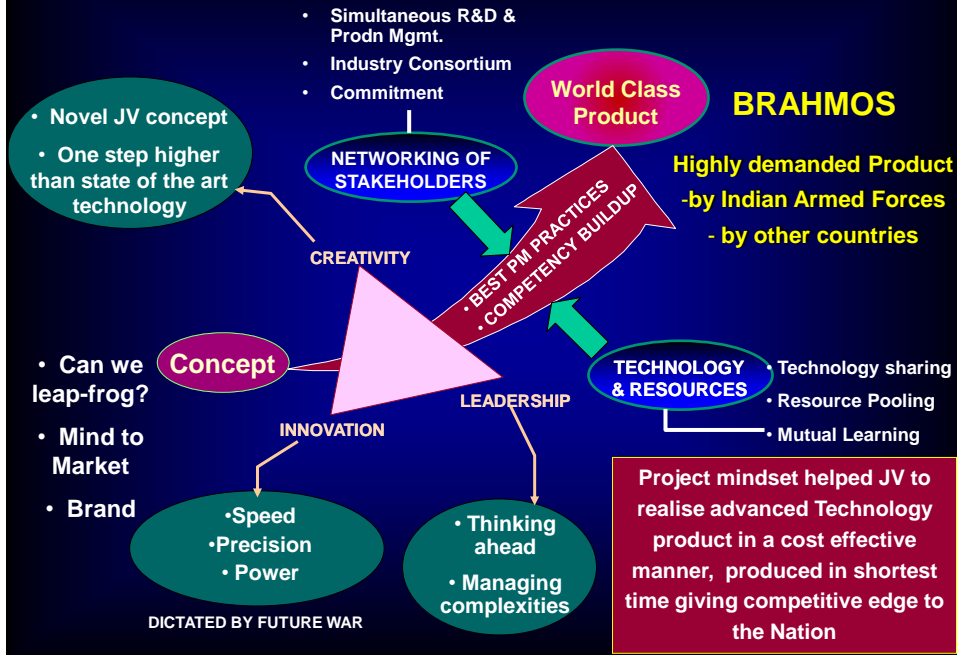 • Simultaneous R&D &
Prodn Mgmt.
• Industry Consortium
• Commitment
World Class
Product
BRAHMOS
• Novel JV concept
• One step higher
than state of the art
technology
NETWORKING OF
STAKEHOLDERS
Highly demanded Product
-by Indian Armed Forces
- by other countries
CREATIVITY
• BEST PM PRACTICES
• COMPETENCY BUILDUP
Concept
• Can we
leap-frog?
• Mind to
Market
• Brand
TECHNOLOGY
& RESOURCES
• Technology sharing
• Resource Pooling
• Mutual Learning
LEADERSHIP
INNOVATION
•Speed
•Precision
• Power
DICTATED BY FUTURE WAR
• Thinking
ahead
• Managing
complexities
Project mindset helped JV to
realise advanced Technology
product in a cost effective
manner, produced in shortest
time giving competitive edge to
the Nation